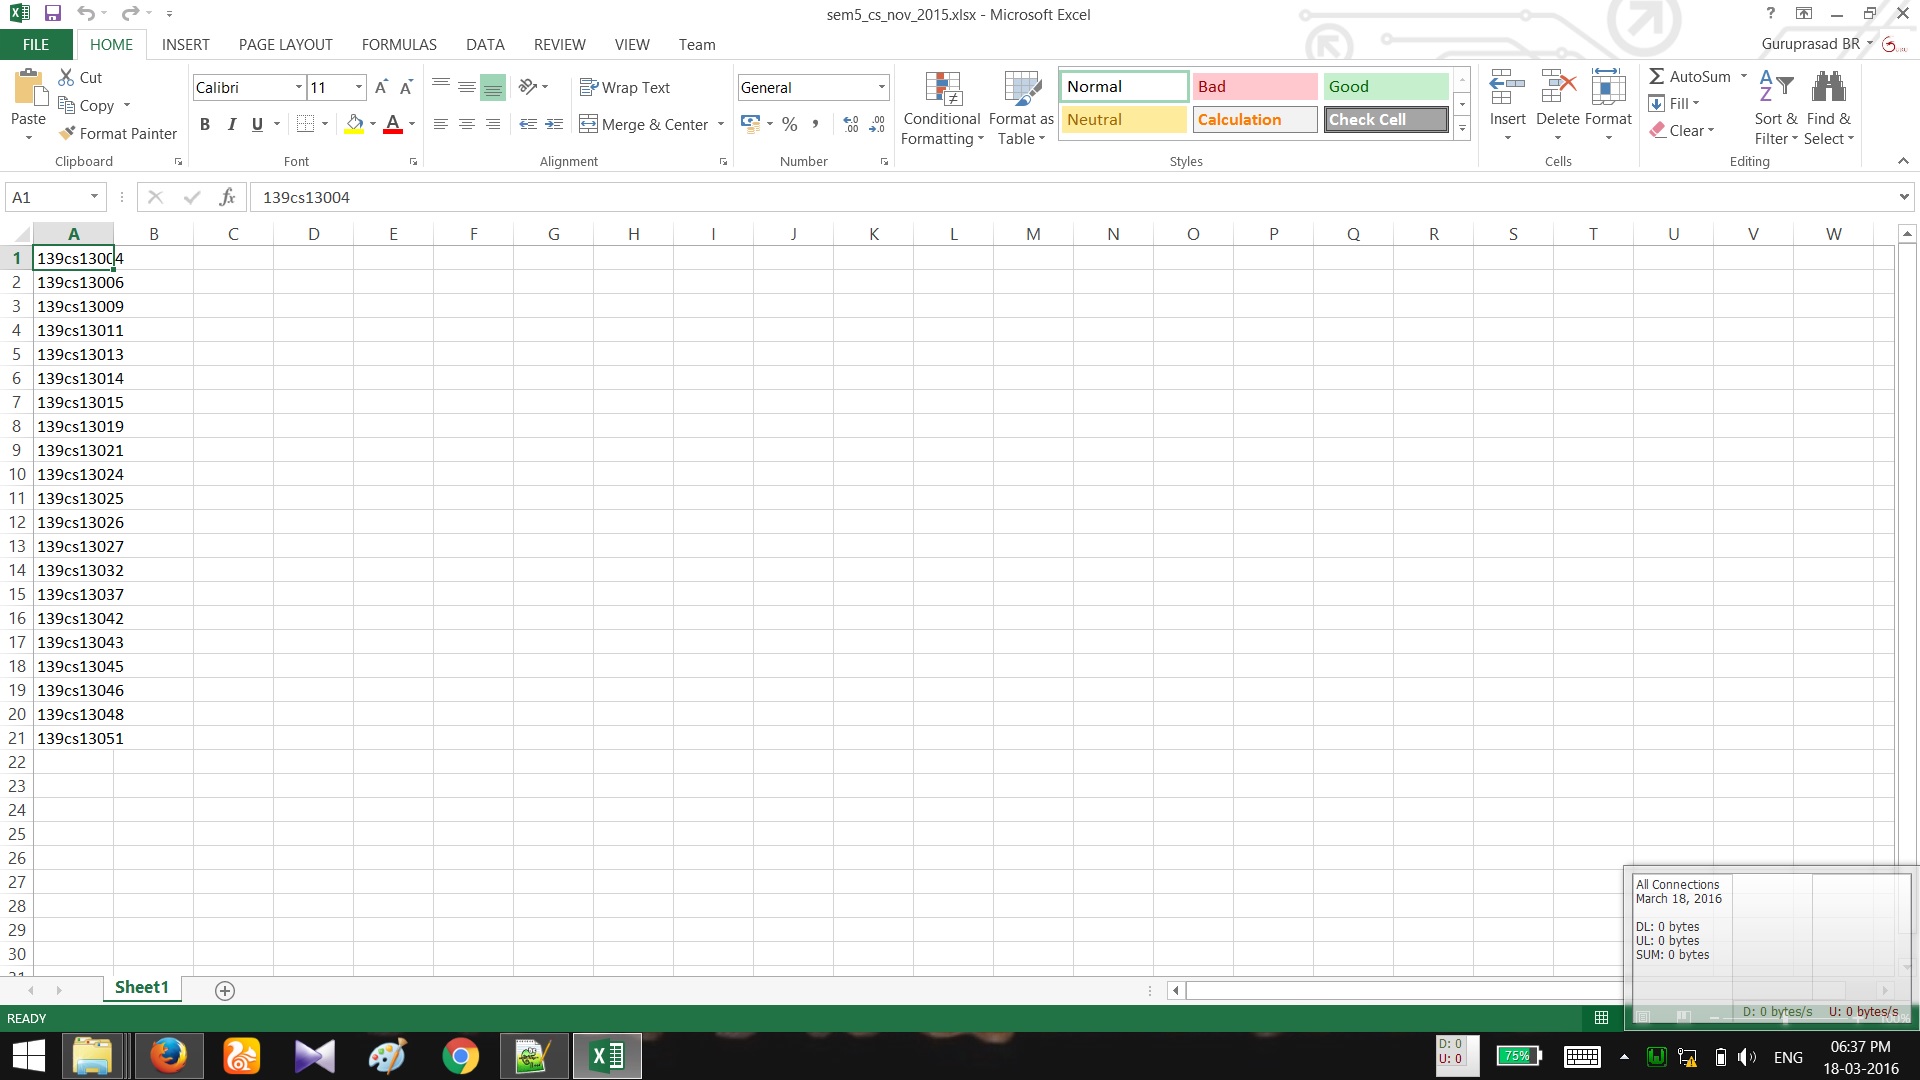 sem5_cs_nov_2015.xlsx - Microsoft Excel
FILE HOME INSERT PAGE LAYOUT FORMULAS DATA REVIEW VIEW Team
Guruprasad BR
Paste
Cut
Copy
Format Painter
Clipboard
Calibri 11
B I U
Font
Wrap Text
Merge & Center
Alignment
General
% ,
Number
Conditional Formatting
Format as Table
Normal Bad Good
Neutral Calculation Check Cell
Styles
Insert Delete Format
Cells
AutoSum
Fill
Clear
Sort & Filter
Find & Select
Editing
A1 fx 139cs13004
A B C D E F G H I J K L M N O P Q R S T U V W
1 139cs13004
2 139cs13006
3 139cs13009
4 139cs13011
5 139cs13013
6 139cs13014
7 139cs13015
8 139cs13019
9 139cs13021
10 139cs13024
11 139cs13025
12 139cs13026
13 139cs13027
14 139cs13032
15 139cs13037
16 139cs13042
17 139cs13043
18 139cs13045
19 139cs13046
20 139cs13048
21 139cs13051
22
23
24
25
26
27
28
29
30
All Connections
March 18, 2016
DL: 0 bytes
UL: 0 bytes
SUM: 0 bytes
D: 0 bytes/s U: 0 bytes/s
Sheet1
READY
D: 0
U: 0
75%
ENG
06:37 PM
18-03-2016